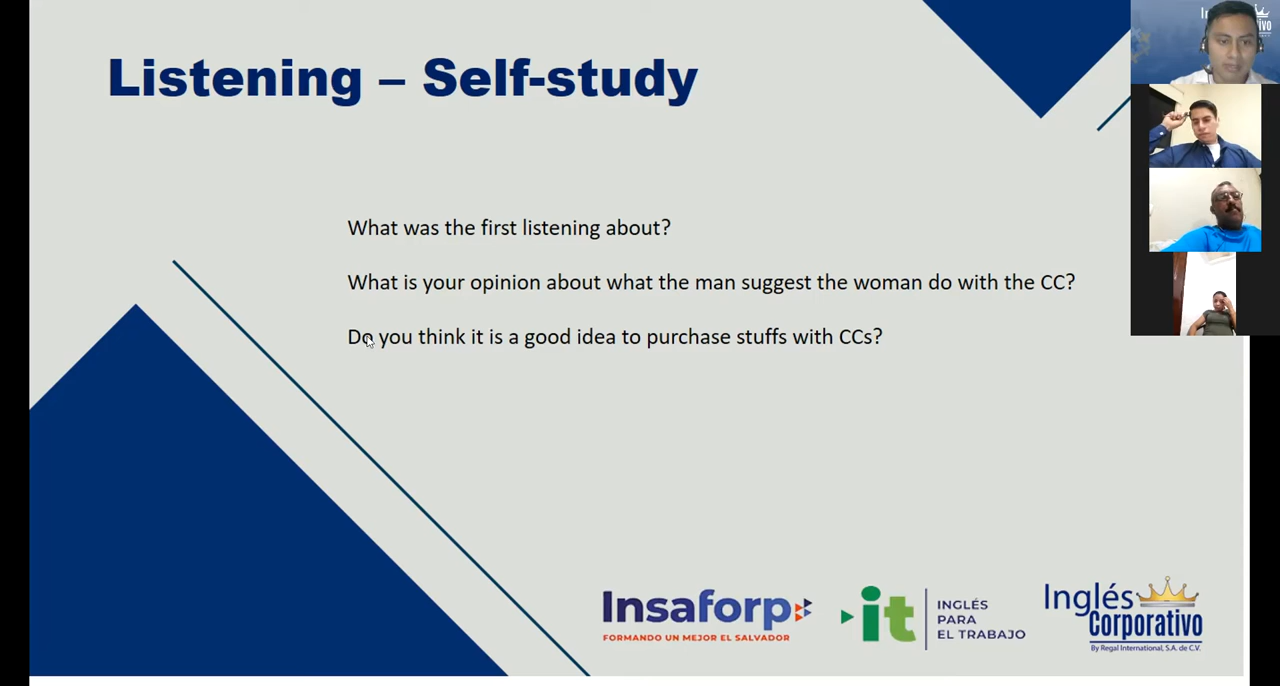 Listening – Self-study
What was the first listening about?
What is your opinion about what the man suggest the woman do with the CC?
Do you think it is a good idea to purchase stuffs with CCs?
Insaforp
FORMANDO UN MEJOR EL SALVADOR
it
INGLÉS
PARA
EL TRABAJO
Inglés
Corporativo
By Regal International, S.A. de C.V.